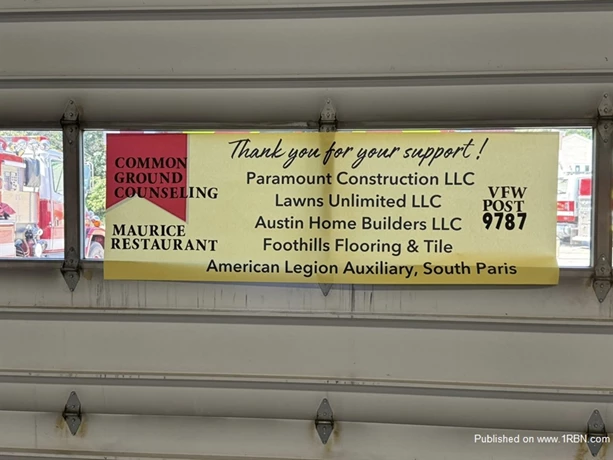 COMMON
GROUND
COUNSELING
MAURICE
RESTAURANT
Thank you for your support!
Paramount Construction LLC
Lawns Unlimited LLC
Austin Home Builders LLC
Foothills Flooring & Tile
American Legion Auxiliary, South Paris
VFW
POST
9787
Published on www.1RBN.com